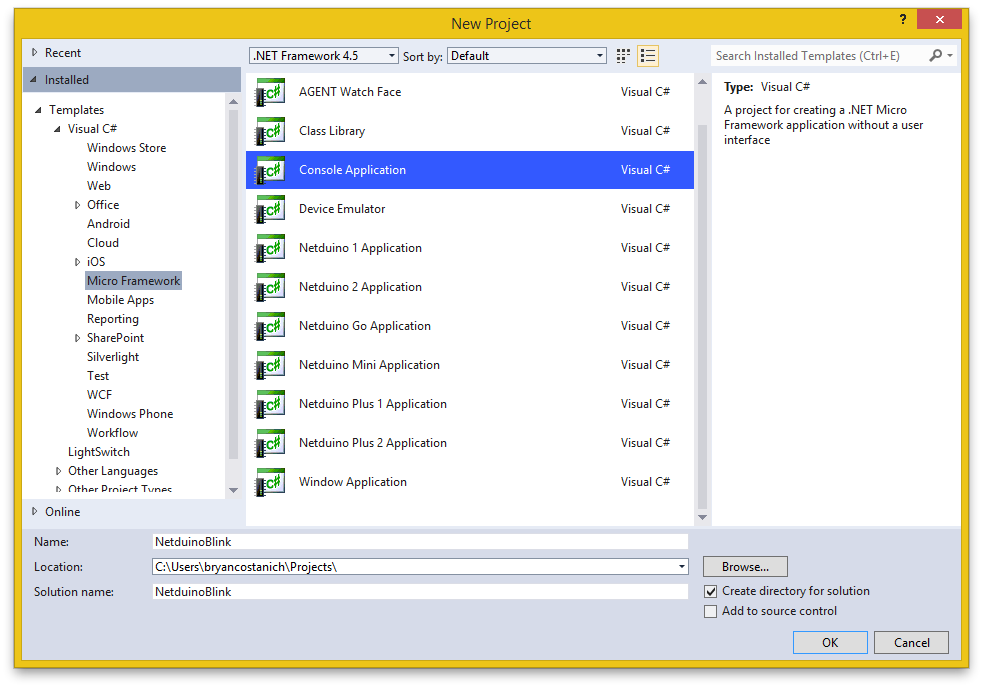 New Project
?
Recent
Installed
Templates
Visual C#
Windows Store
Windows
Web
Office
Android
Cloud
iOS
Micro Framework
Mobile Apps
Reporting
SharePoint
Silverlight
Test
WCF
Windows Phone
Workflow
LightSwitch
Other Languages
Other Project Types
Online
.NET Framework 4.5 Sort by: Default
AGENT Watch Face Visual C#
Class Library Visual C#
Console Application Visual C#
Device Emulator Visual C#
Netduino 1 Application Visual C#
Netduino 2 Application Visual C#
Netduino Go Application Visual C#
Netduino Mini Application Visual C#
Netduino Plus 1 Application Visual C#
Netduino Plus 2 Application Visual C#
Window Application Visual C#
Search Installed Templates (Ctrl+E)
Type: Visual C#
A project for creating a .NET Micro
Framework application without a user
interface
Name: NetduinoBlink
Location: C:\Users\bryancostanich\Projects\ Browse...
Solution name: NetduinoBlink
Create directory for solution
Add to source control
OK Cancel